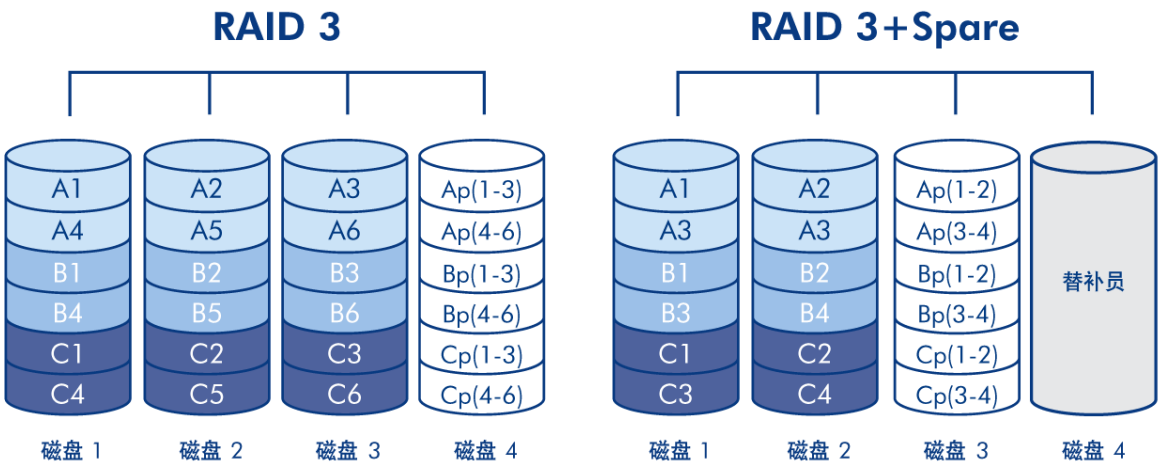 RAID 3 RAID 3+Spare
A1 A2 A3 Ap(1-3) A1 A2 Ap(1-2)
A4 A5 A6 Ap(4-6) A3 A3 Ap(3-4)
B1 B2 B3 Bp(1-3) B1 B2 Bp(1-2) 替补员
B4 B5 B6 Bp(4-6) B3 B4 Bp(3-4)
C1 C2 C3 Cp(1-3) C1 C2 Cp(1-2)
C4 C5 C6 Cp(4-6) C3 C4 Cp(3-4)
磁盘 1 磁盘 2 磁盘 3 磁盘 4 磁盘 1 磁盘 2 磁盘 3 磁盘 4